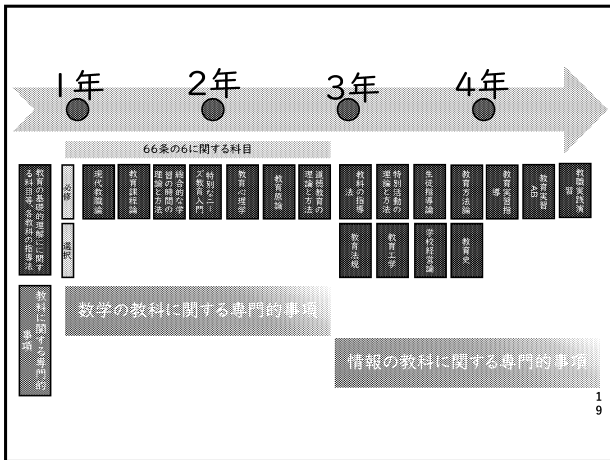 1年
2年
3年
4年
66条の6に関する科目
教育の基礎的理解にに関す
る科目等、各教科の指導法
必修
現代教職論
教育課程論
総合的な学
習の時間の
理論と方法
特別なニー
ズ教育入門
教育心理学
教育原論
道徳教育の
理論と方法
教科の指導
法
特別活動の
理論と方法
生徒指導論
教育方法論
教育実習指
導
教育実習
AB
教職実践演
習
選択
教育法規
教育工学
学校経営論
教育史
教科に関する専門的
事項
数学の教科に関する専門的事項
情報の教科に関する専門的事項
1
9